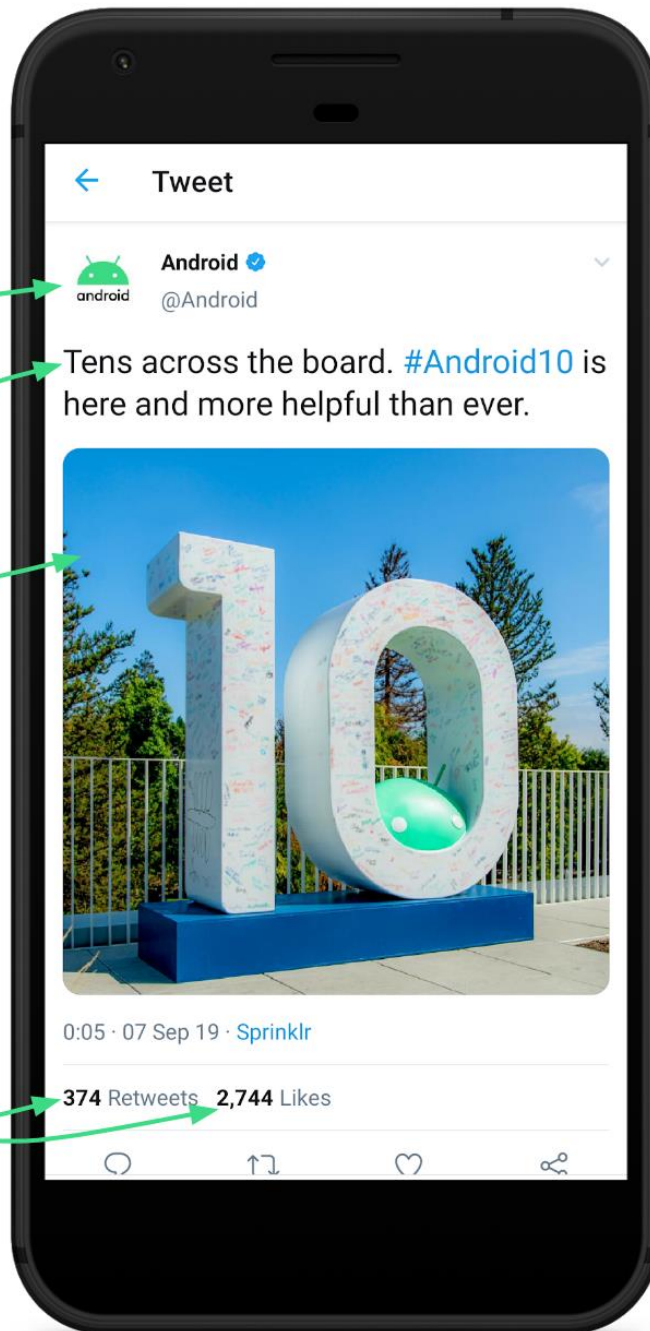 Tweet
Android
android
@Android
Tens across the board. #Android10 is
here and more helpful than ever.
10
0:05 · 07 Sep 19 · Sprinklr
374 Retweets 2,744 Likes